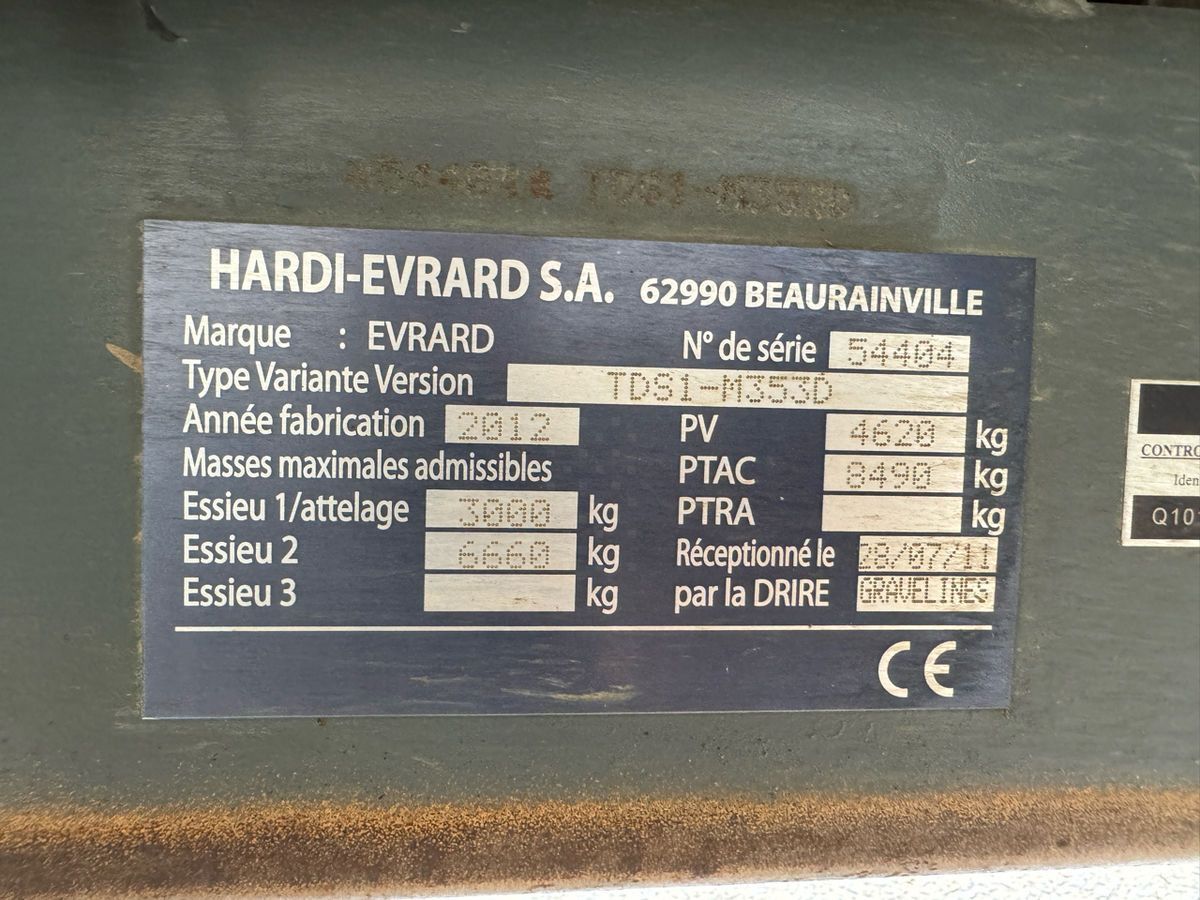 TDS1-M353D
HARDI-EVRARD S.A. 62990 BEAURAINVILLE
Marque : EVRARD N° de série 54404
Type Variante Version TDS1-M353D
Année fabrication 2012 PV 4620 kg
Masses maximales admissibles PTAC 8490 kg
Essieu 1/attelage 3000 kg PTRA kg
Essieu 2 6660 kg Réceptionné le 28/07/11
Essieu 3 kg par la DRIRE GRAVELINES
CE